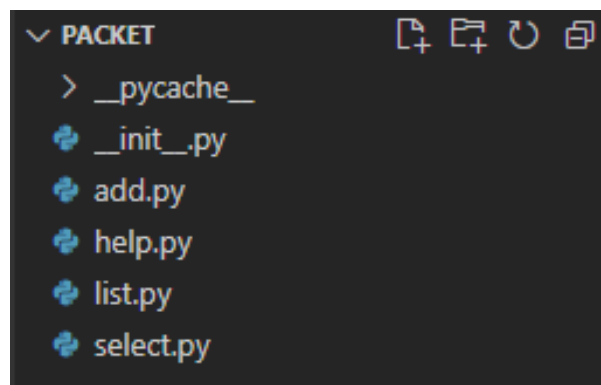 PACKET
__pycache__
__init__.py
add.py
help.py
list.py
select.py